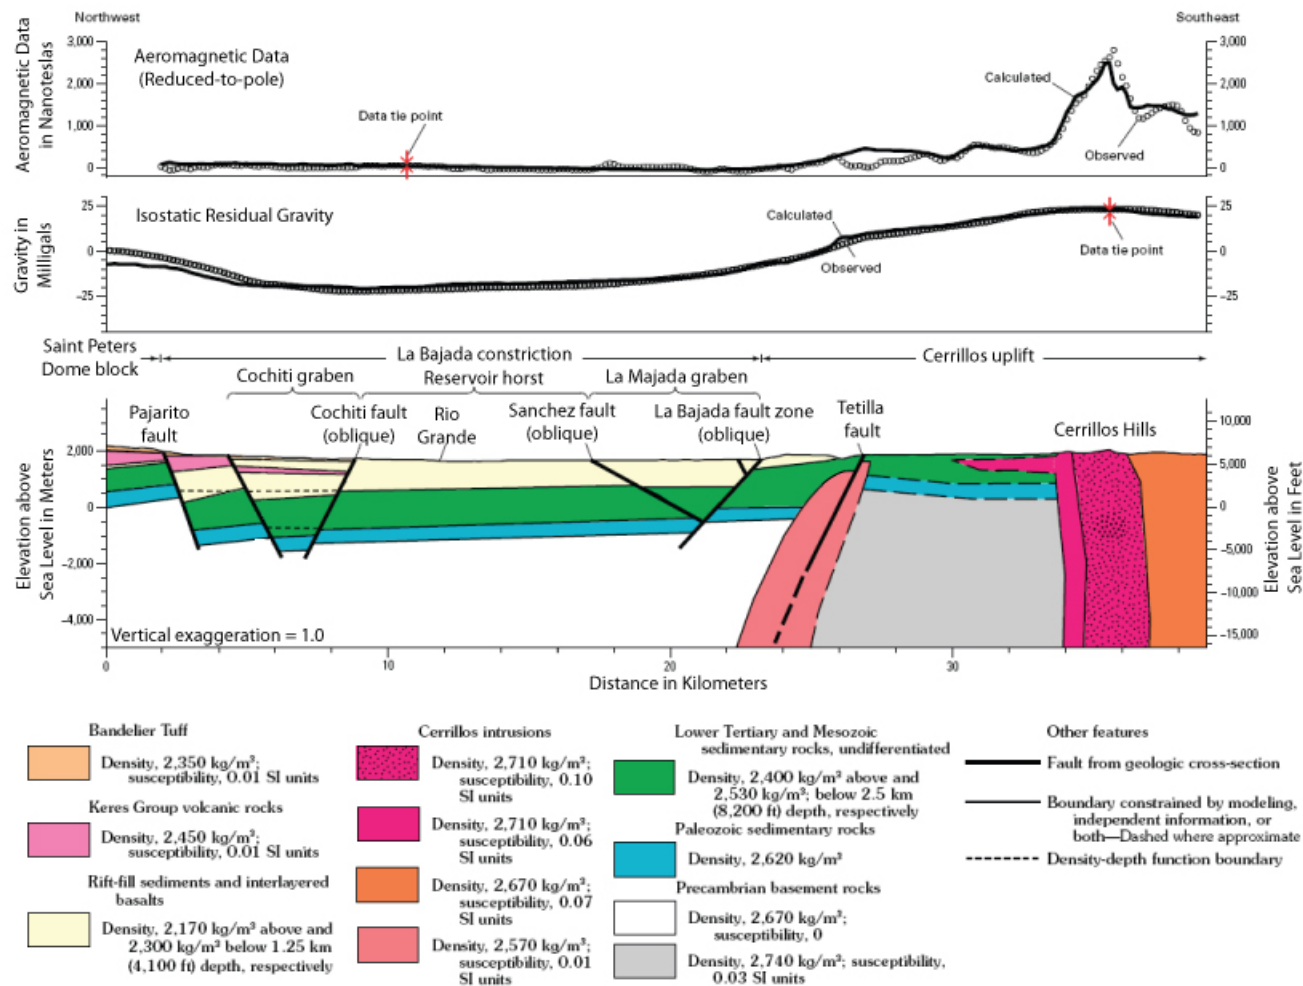 Northwest
Southeast
Aeromagnetic Data
in Nanoteslas
3,000
2,000
1,000
0
Aeromagnetic Data
(Reduced-to-pole)
Data tie point
Calculated
Observed
3,000
2,000
1,000
0
Gravity in
Milligals
25
0
−25
Isostatic Residual Gravity
Calculated
Observed
Data tie point
25
0
−25
Saint Peters
Dome block
La Bajada constriction
Cerrillos uplift
Cochiti graben
Reservoir horst
La Majada graben
Pajarito
fault
Cochiti fault
(oblique)
Rio
Grande
Sanchez fault
(oblique)
La Bajada fault zone
(oblique)
Tetilla
fault
Cerrillos Hills
Elevation above
Sea Level in Meters
2,000
0
−2,000
−4,000
10,000
5,000
0
−5,000
−10,000
−15,000
Elevation above
Sea Level in Feet
Vertical exaggeration = 1.0
0
10
20
30
Distance in Kilometers
Bandelier Tuff
Density, 2,350 kg/m³;
susceptibility, 0.01 SI units
Keres Group volcanic rocks
Density, 2,450 kg/m³;
susceptibility, 0.01 SI units
Rift-fill sediments and interlayered
basalts
Density, 2,170 kg/m³ above and
2,300 kg/m³ below 1.25 km
(4,100 ft) depth, respectively
Cerrillos intrusions
Density, 2,710 kg/m³;
susceptibility, 0.10
SI units
Density, 2,710 kg/m³;
susceptibility, 0.06
SI units
Density, 2,670 kg/m³;
susceptibility, 0.07
SI units
Density, 2,570 kg/m³;
susceptibility, 0.01
SI units
Lower Tertiary and Mesozoic
sedimentary rocks, undifferentiated
Density, 2,400 kg/m³ above and
2,530 kg/m³; below 2.5 km
(8,200 ft) depth, respectively
Paleozoic sedimentary rocks
Density, 2,620 kg/m³
Precambrian basement rocks
Density, 2,670 kg/m³;
susceptibility, 0
Density, 2,740 kg/m³; susceptibility,
0.03 SI units
Other features
Fault from geologic cross-section
Boundary constrained by modeling,
independent information, or
both—Dashed where approximate
Density-depth function boundary